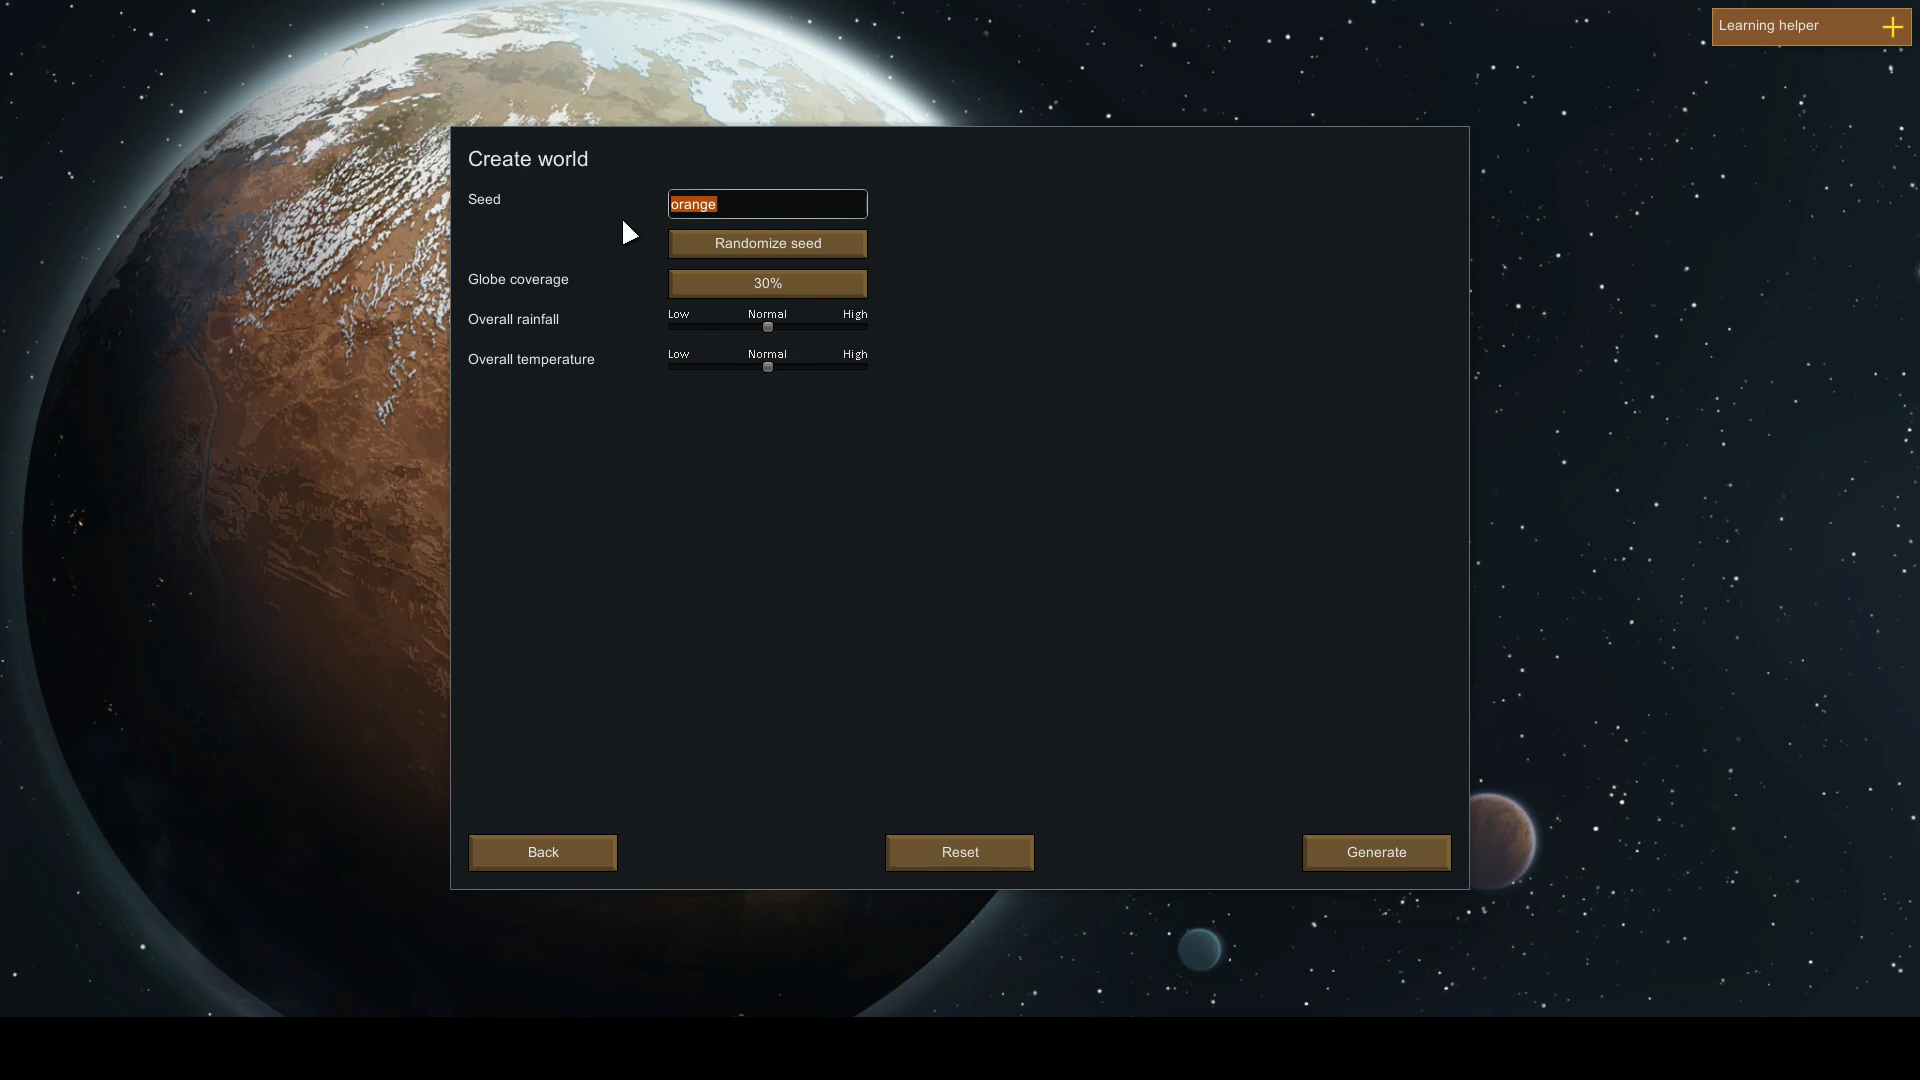 Learning helper
Create world
Seed
orange
Randomize seed
Globe coverage
30%
Overall rainfall
Low Normal High
Overall temperature
Low Normal High
Back
Reset
Generate